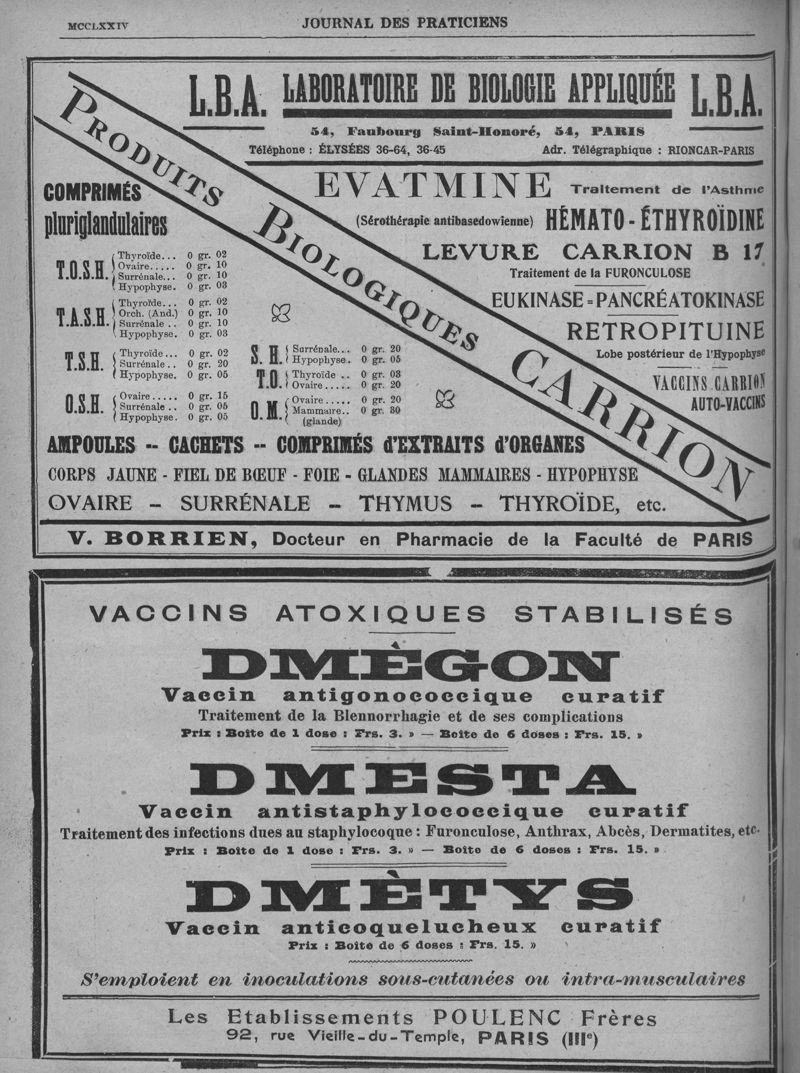 MCCLXXIV
JOURNAL DES PRATICIENS
L.B.A. LABORATOIRE DE BIOLOGIE APPLIQUÉE L.B.A.
54, Faubourg Saint-Honoré, 54, PARIS
Téléphone : ÉLYSÉES 36-64, 36-45
Adr. Télégraphique : RIONCAR-PARIS
PRODUITS BIOLOGIQUES CARRION
EVATMINE Traitement de l'Asthme
(Sérothérapie antibasedowienne) HÉMATO-ÉTHYROÏDINE
LEVURE CARRION B 17
Traitement de la FURONCULOSE
EUKINASE=PANCRÉATOKINASE
RETROPITUINE
Lobe postérieur de l'Hypophyse
VACCINS CARRION
AUTO-VACCINS
COMPRIMÉS
pluriglandulaires
T.O.S.H.
Thyroïde... 0 gr. 02
Ovaire..... 0 gr. 10
Surrénale... 0 gr. 10
Hypophyse. 0 gr. 03
T.A.S.H.
Thyroïde... 0 gr. 02
Orch. (And.) 0 gr. 10
Surrénale .. 0 gr. 10
Hypophyse. 0 gr. 03
T.S.H.
Thyroïde... 0 gr. 02
Surrénale .. 0 gr. 20
Hypophyse. 0 gr. 05
O.S.H.
Ovaire...... 0 gr. 15
Surrénale .. 0 gr. 05
Hypophyse. 0 gr. 05
S. H.
Surrénale... 0 gr. 20
Hypophyse. 0 gr. 05
T.O.
Thyroïde .. 0 gr. 03
Ovaire ..... 0 gr. 20
O.M.
Ovaire..... 0 gr. 20
Mammaire.. 0 gr. 30
(glande)
AMPOULES -- CACHETS -- COMPRIMÉS d'EXTRAITS d'ORGANES
CORPS JAUNE - FIEL DE BŒUF - FOIE - GLANDES MAMMAIRES - HYPOPHYSE
OVAIRE – SURRÉNALE – THYMUS – THYROÏDE, etc.
V. BORRIEN, Docteur en Pharmacie de la Faculté de PARIS
VACCINS ATOXIQUES STABILISÉS
DMÈGON
Vaccin antigonococcique curatif
Traitement de la Blennorrhagie et de ses complications
Prix : Boîte de 1 dose : Frs. 3. » — Boîte de 6 doses : Frs. 15. »
DMESTA
Vaccin antistaphylococcique curatif
Traitement des infections dues au staphylocoque : Furonculose, Anthrax, Abcès, Dermatites, etc.
Prix : Boîte de 1 dose : Frs. 3. » — Boîte de 6 doses : Frs. 15. »
DMÈTYS
Vaccin anticoquelucheux curatif
Prix : Boîte de 6 doses : Frs. 15. »
S'emploient en inoculations sous-cutanées ou intra-musculaires
Les Etablissements POULENC Frères
92, rue Vieille-du-Temple, PARIS (IIIe)